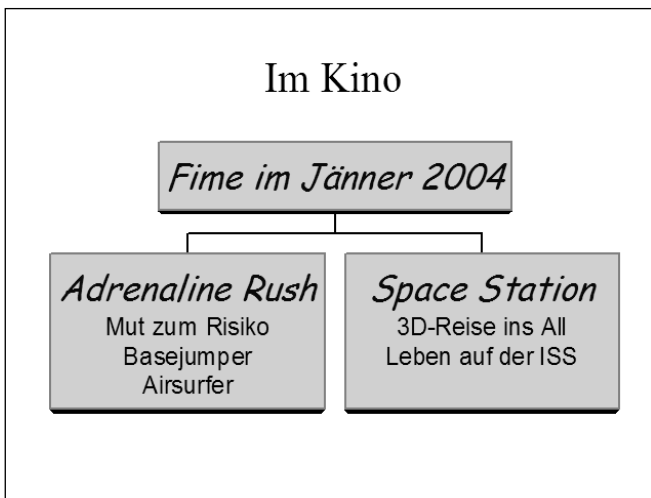 Im Kino
Fime im Jänner 2004
Adrenaline Rush
Mut zum Risiko
Basejumper
Airsurfer
Space Station
3D-Reise ins All
Leben auf der ISS